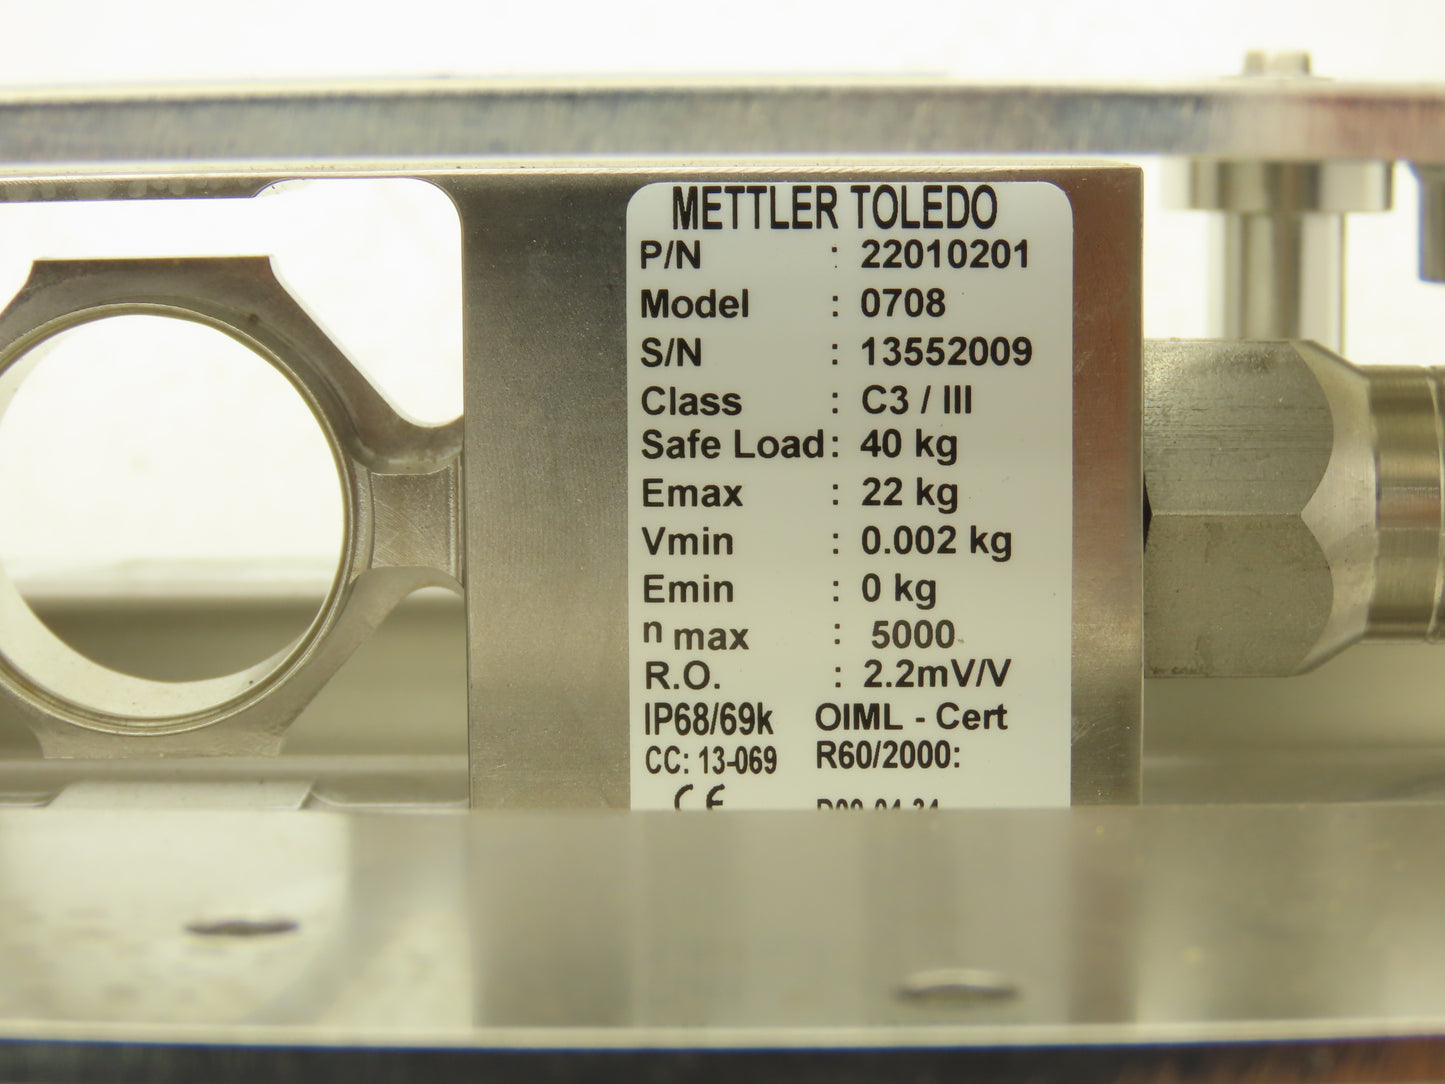 METTLER TOLEDO
P/N : 22010201
Model : 0708
S/N : 13552009
Class : C3 / III
Safe Load : 40 kg
Emax : 22 kg
Vmin : 0.002 kg
Emin : 0 kg
n max : 5000
R.O. : 2.2mV/V
IP68/69k OIML - Cert
CC: 13-069 R60/2000:
CE